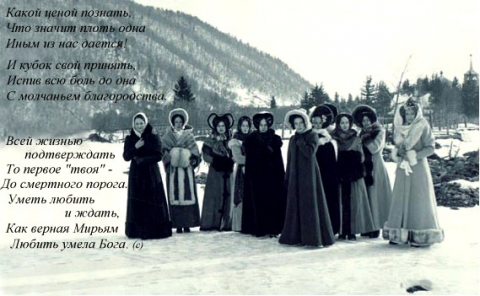 Какой ценой познать,
Что значит плоть одна
Иным из нас дается!
И кубок свой принять,
Испив всю боль до дна
С молчаньем благородства.
Всей жизнью
подтверждать
То первое "твоя" -
До смертного порога.
Уметь любить
и ждать,
Как верная Мирьям
Любить умела Бога. (с)